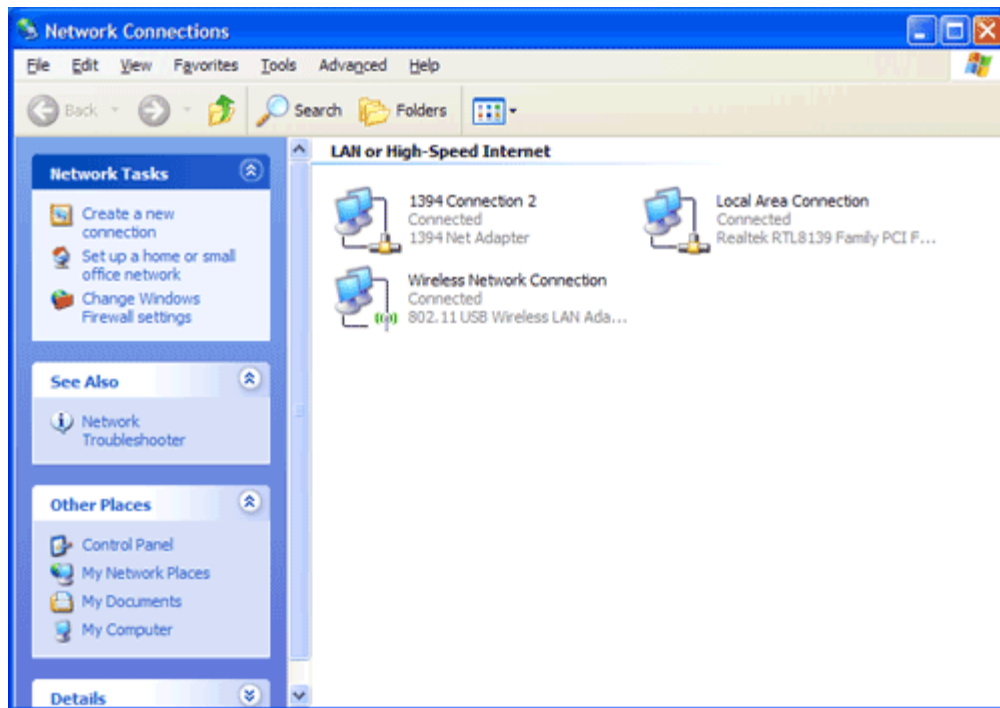 Network Connections
File Edit View Favorites Tools Advanced Help
Back Search Folders
Network Tasks
Create a new
connection
Set up a home or small
office network
Change Windows
Firewall settings
See Also
Network
Troubleshooter
Other Places
Control Panel
My Network Places
My Documents
My Computer
Details
LAN or High-Speed Internet
1394 Connection 2
Connected
1394 Net Adapter
Local Area Connection
Connected
Realtek RTL8139 Family PCI F...
Wireless Network Connection
Connected
802.11 USB Wireless LAN Ada...